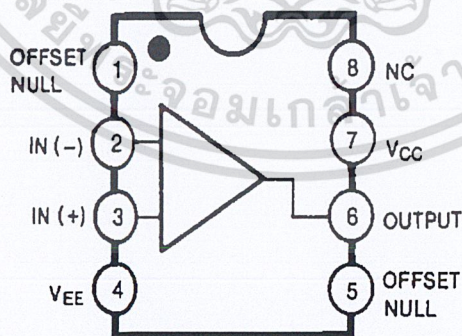 OFFSET
NULL
1
8
NC
IN (-)
2
7
VCC
IN (+)
3
6
OUTPUT
VEE
4
5
OFFSET
NULL